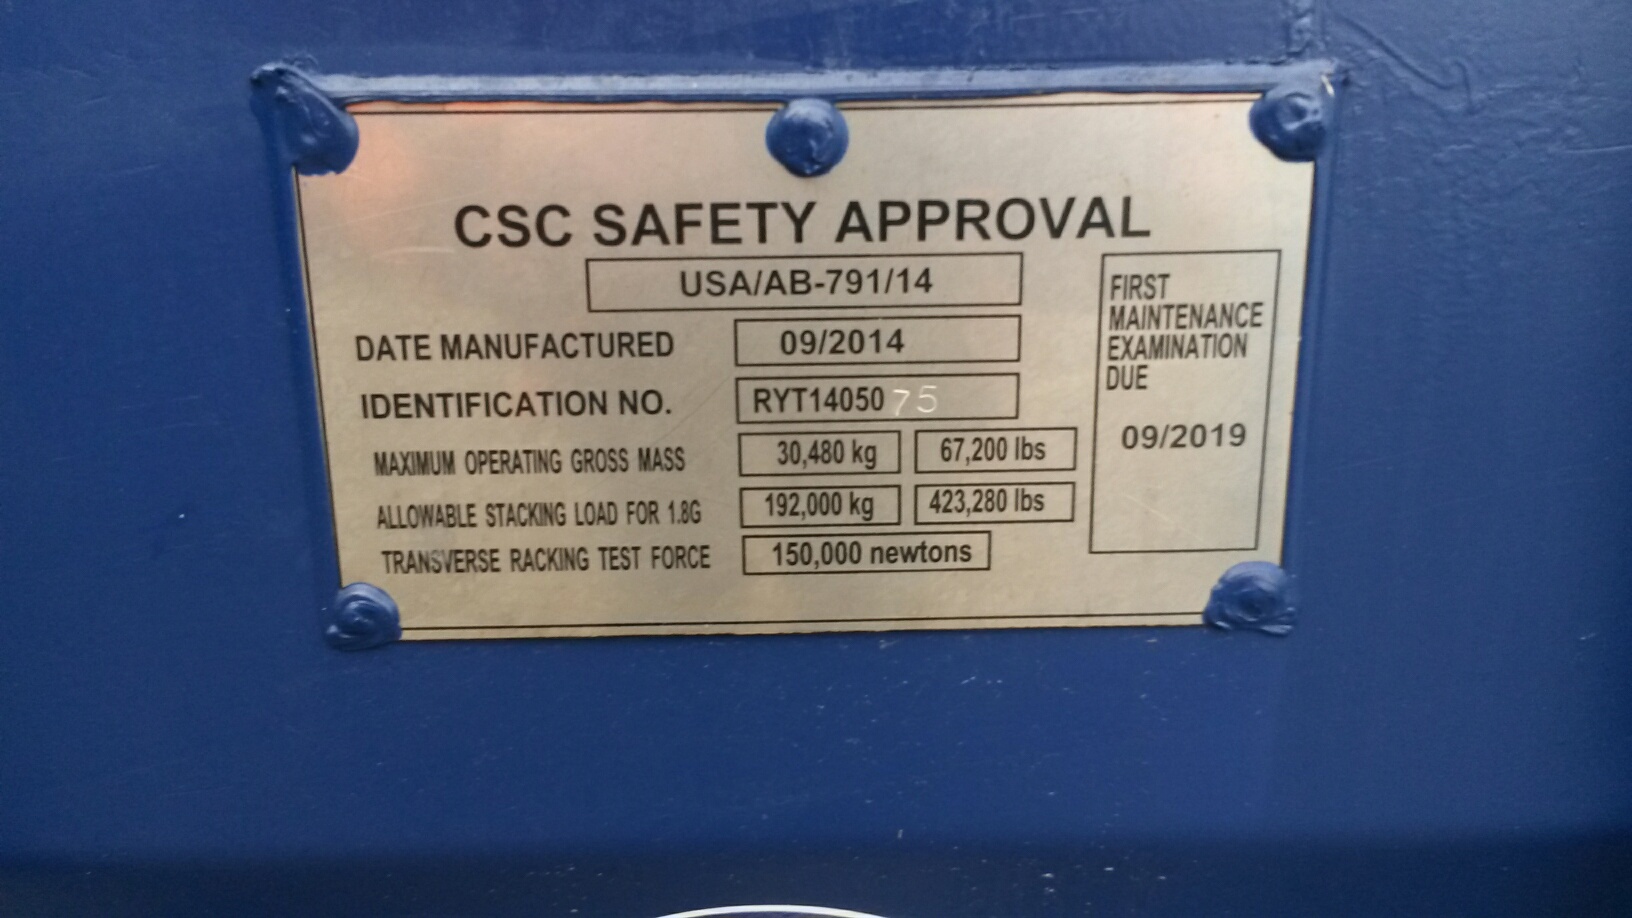 CSC SAFETY APPROVAL
USA/AB-791/14
DATE MANUFACTURED 09/2014
IDENTIFICATION NO. RYT14050 75
MAXIMUM OPERATING GROSS MASS 30,480 kg 67,200 lbs
ALLOWABLE STACKING LOAD FOR 1.8G 192,000 kg 423,280 lbs
TRANSVERSE RACKING TEST FORCE 150,000 newtons
FIRST
MAINTENANCE
EXAMINATION
DUE
09/2019